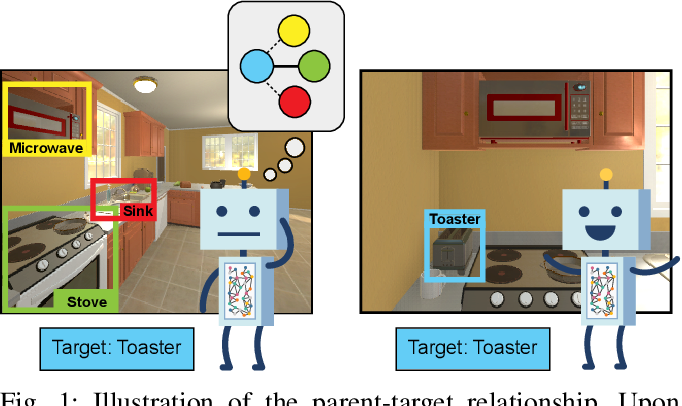 Microwave
Sink
Stove
Toaster
Target: Toaster
Target: Toaster
Fig. 1: Illustration of the parent-target relationship. Upon